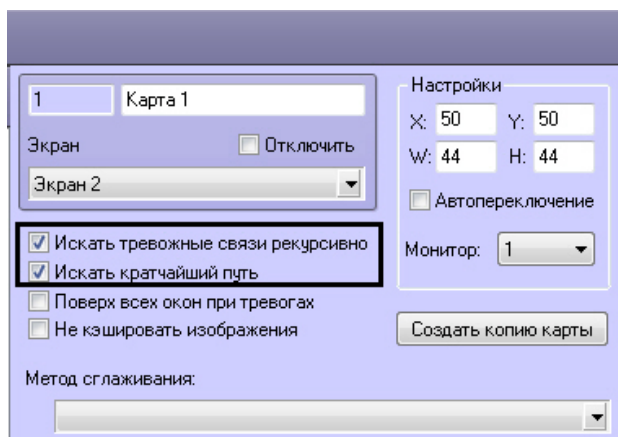 1
Карта 1
Экран
Отключить
Экран 2
Искать тревожные связи рекурсивно
Искать кратчайший путь
Поверх всех окон при тревогах
Не кэшировать изображения
Метод сглаживания:
Настройки
X: 50 Y: 50
W: 44 H: 44
Автопереключение
Монитор: 1
Создать копию карты